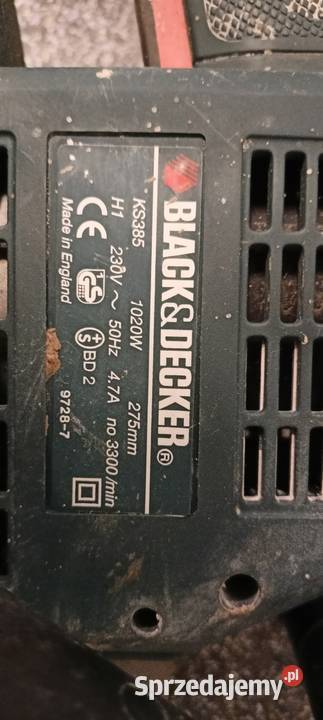 BLACK&DECKER®
KS385 1020W 275mm
H1 230V ~ 50Hz 4.7A no 3300/min
CE GS BD 2
Made in England 9728-7
Sprzedajemy.pl